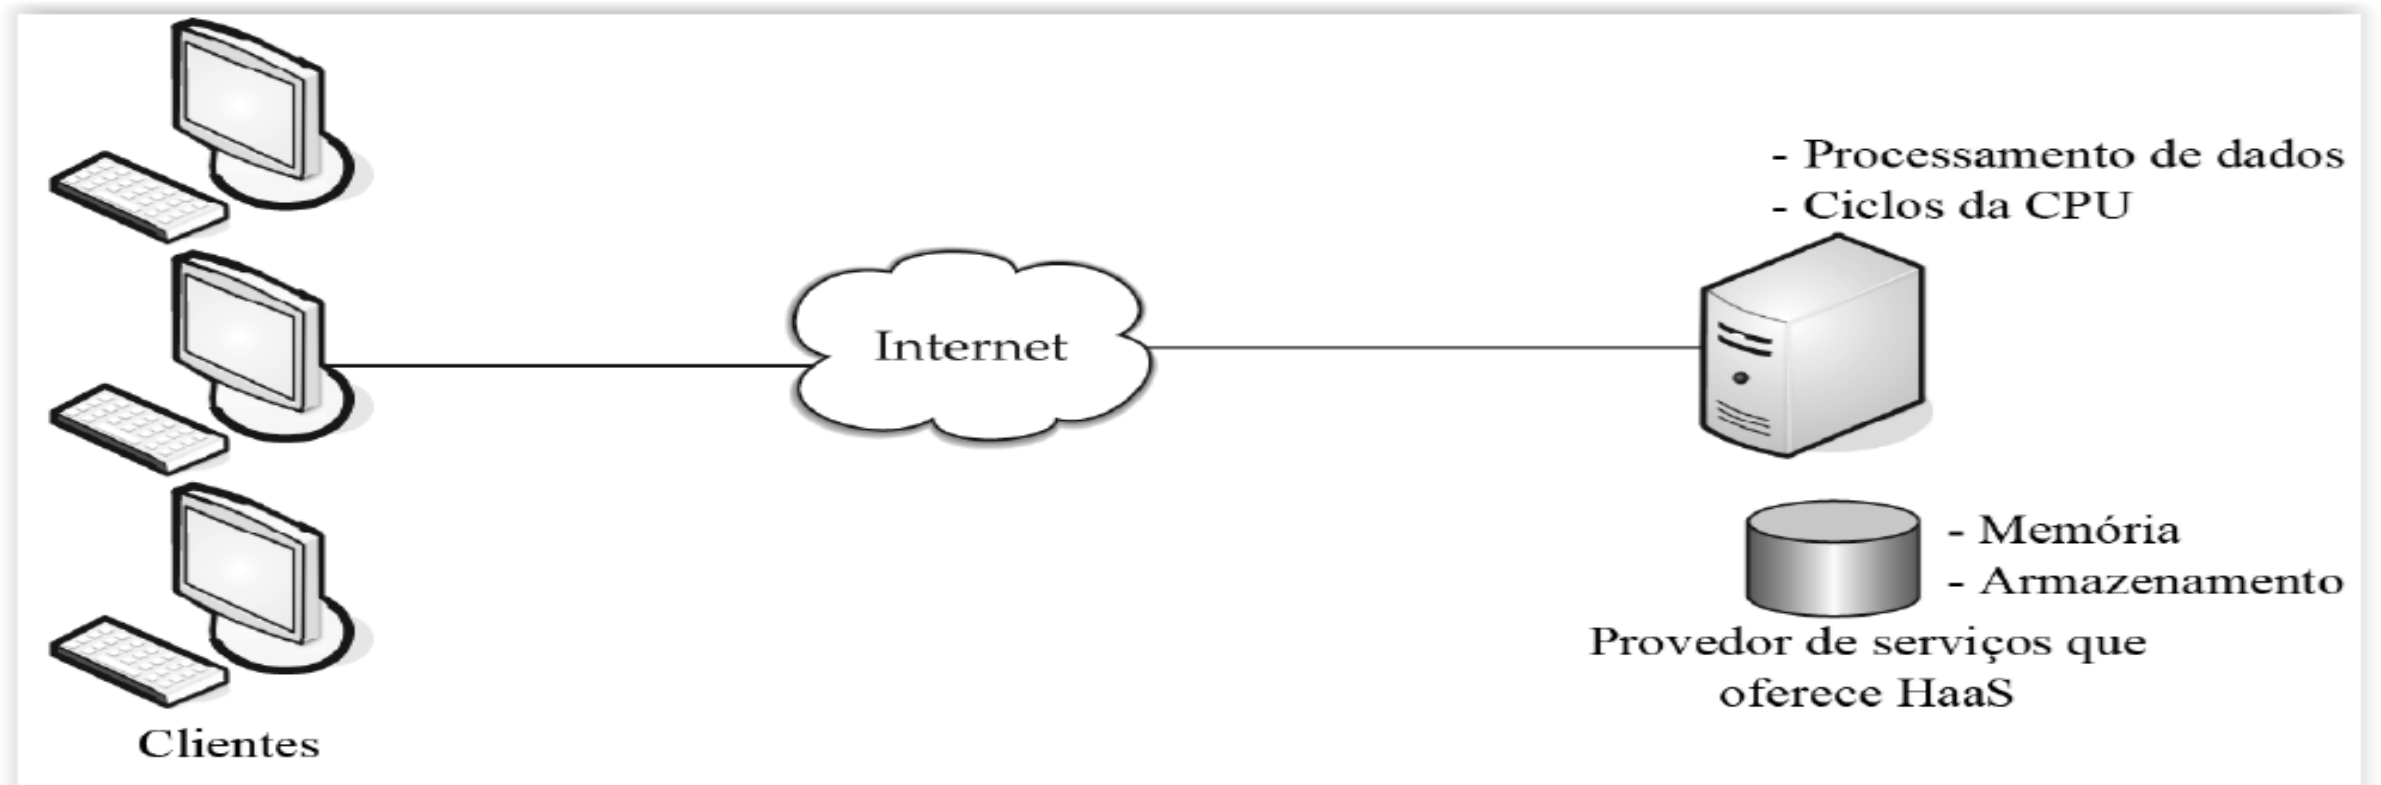 - Processamento de dados
- Ciclos da CPU
Internet
- Memória
- Armazenamento
Provedor de serviços que
oferece HaaS
Clientes